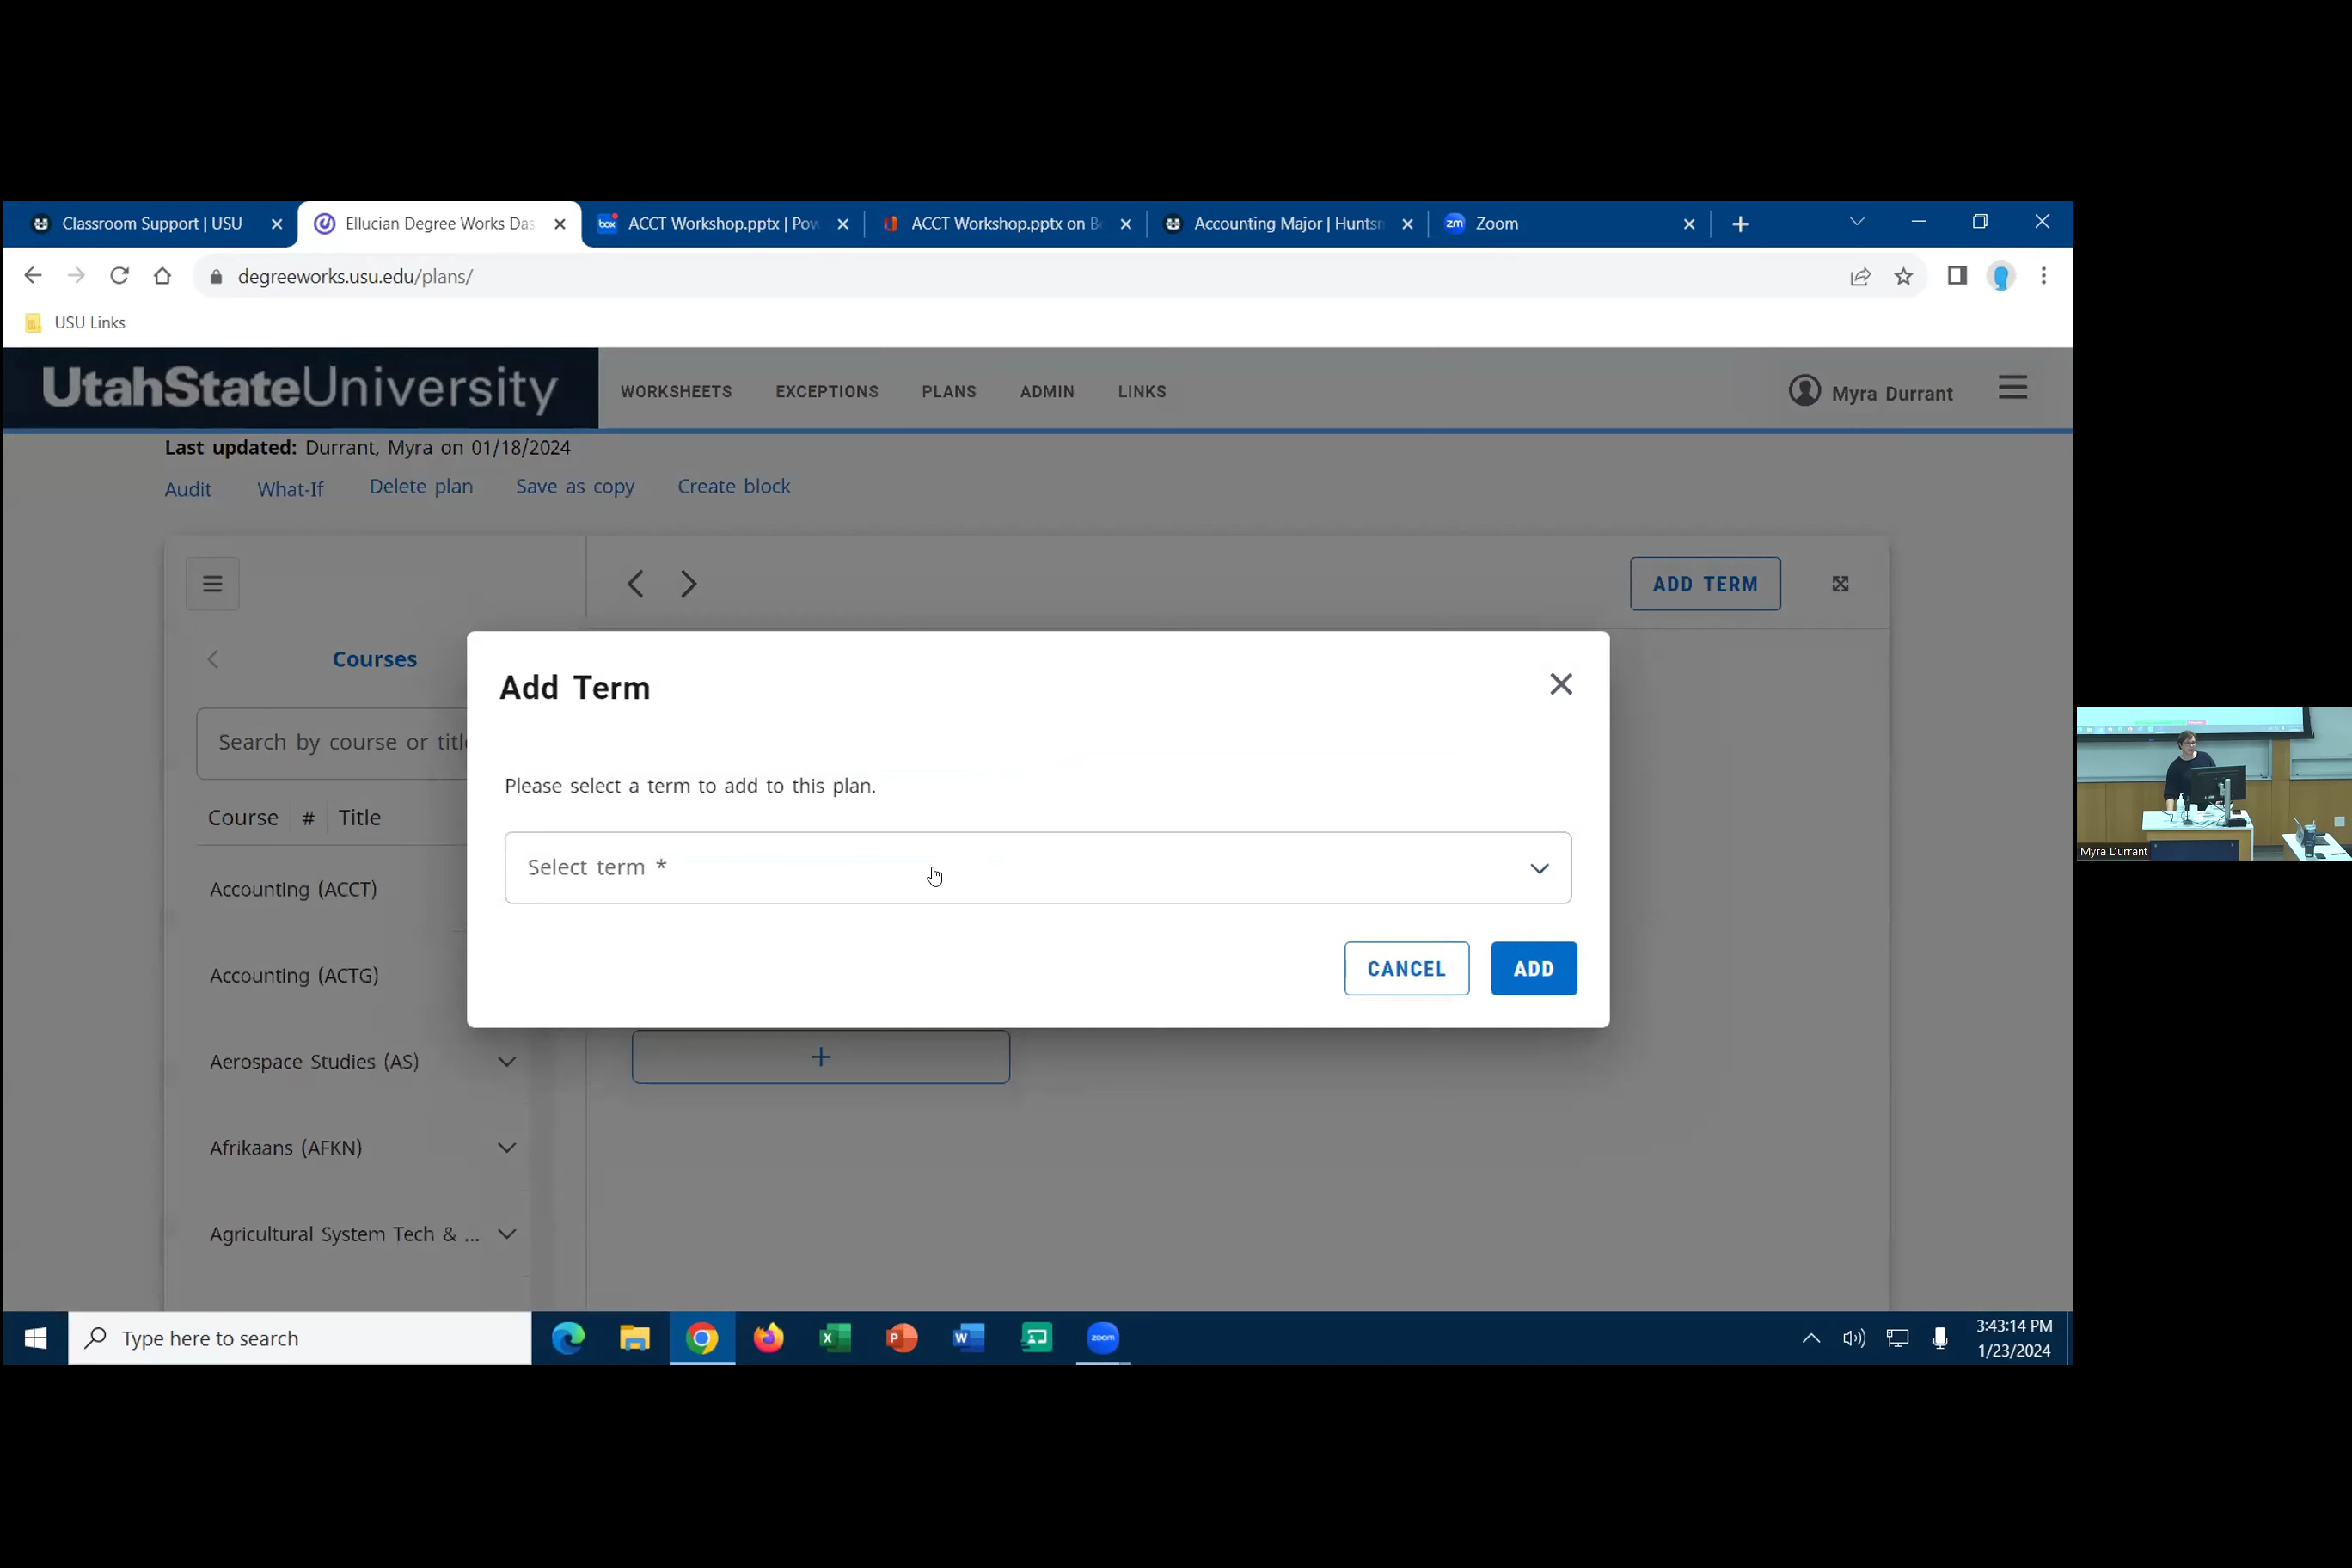 Classroom Support | USU
Ellucian Degree Works Das
ACCT Workshop.pptx | Pow
ACCT Workshop.pptx on B
Accounting Major | Huntsm
zm Zoom
degreeworks.usu.edu/plans/
USU Links
UtahStateUniversity
WORKSHEETS EXCEPTIONS PLANS ADMIN LINKS
Myra Durrant
Last updated: Durrant, Myra on 01/18/2024
Audit What-If Delete plan Save as copy Create block
ADD TERM
Courses
Add Term
Search by course or title
Please select a term to add to this plan.
Course # Title
Select term *
Accounting (ACCT)
Accounting (ACTG)
CANCEL ADD
Aerospace Studies (AS)
Afrikaans (AFKN)
Agricultural System Tech & ...
Myra Durrant
Type here to search
zoom
3:43:14 PM
1/23/2024